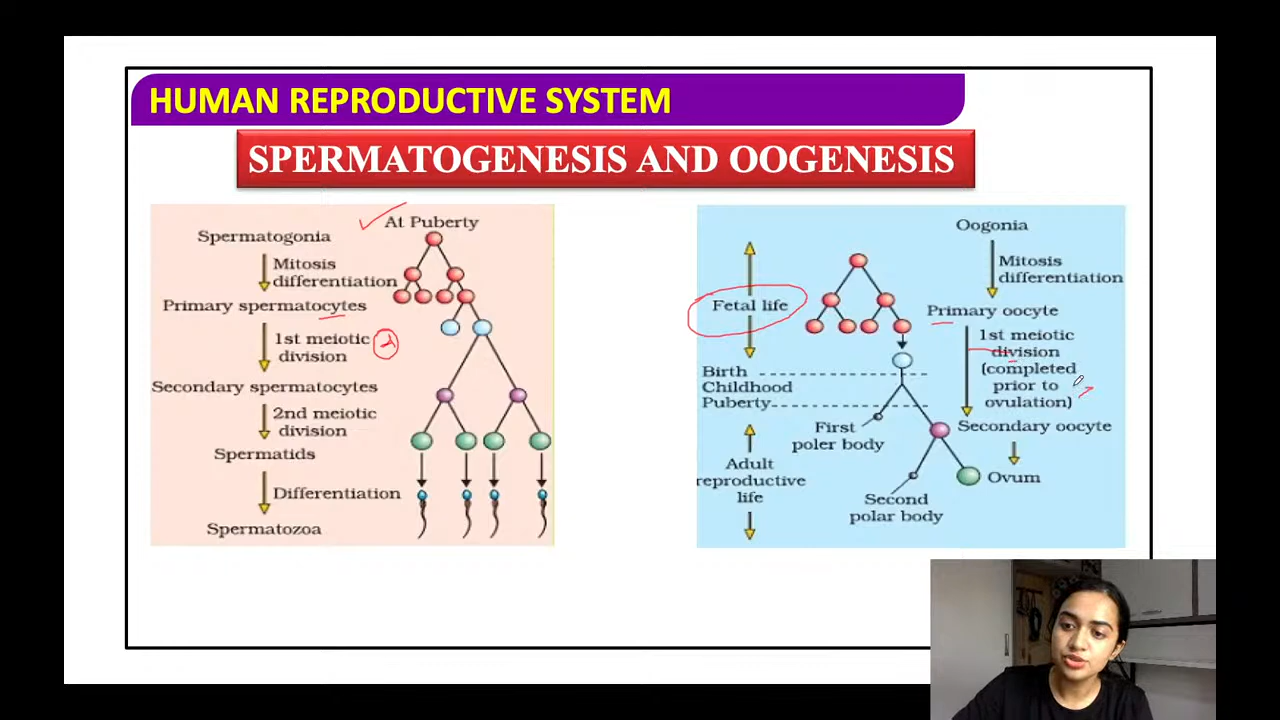 HUMAN REPRODUCTIVE SYSTEM
SPERMATOGENESIS AND OOGENESIS
At Puberty
Spermatogonia
Mitosis
differentiation
Primary spermatocytes
1st meiotic
division
Secondary spermatocytes
2nd meiotic
division
Spermatids
Differentiation
Spermatozoa
Fetal life
Birth
Childhood
Puberty
Adult
reproductive
life
First
poler body
Second
polar body
Oogonia
Mitosis
differentiation
Primary oocyte
1st meiotic
division
(completed
prior to
ovulation)
Secondary oocyte
Ovum